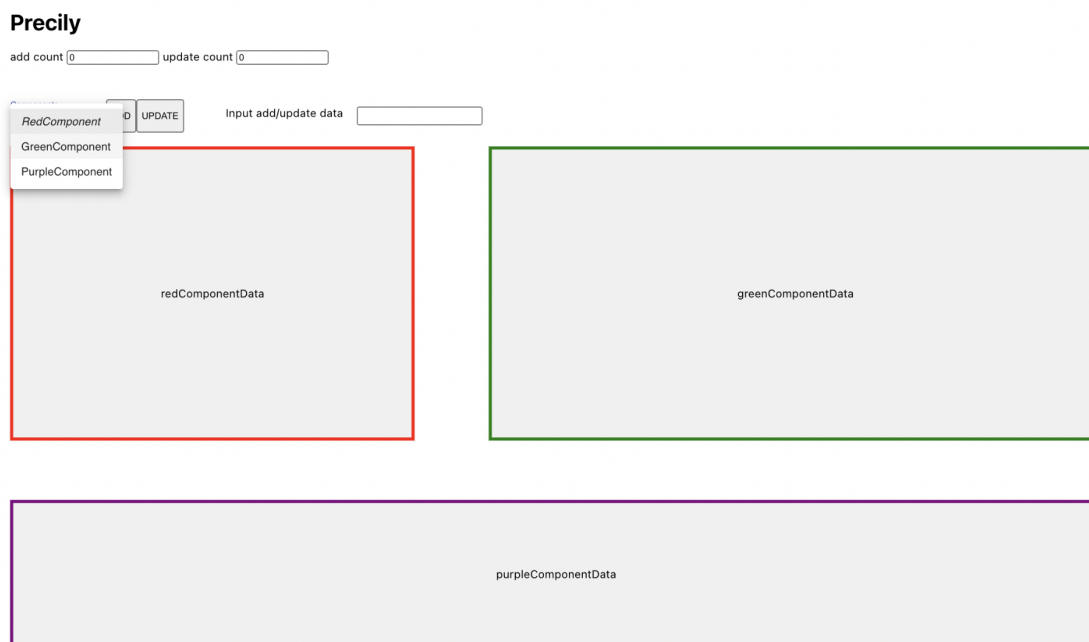 Precily
add count 0 update count 0
RedComponent
GreenComponent
PurpleComponent
D UPDATE
Input add/update data
redComponentData
greenComponentData
purpleComponentData